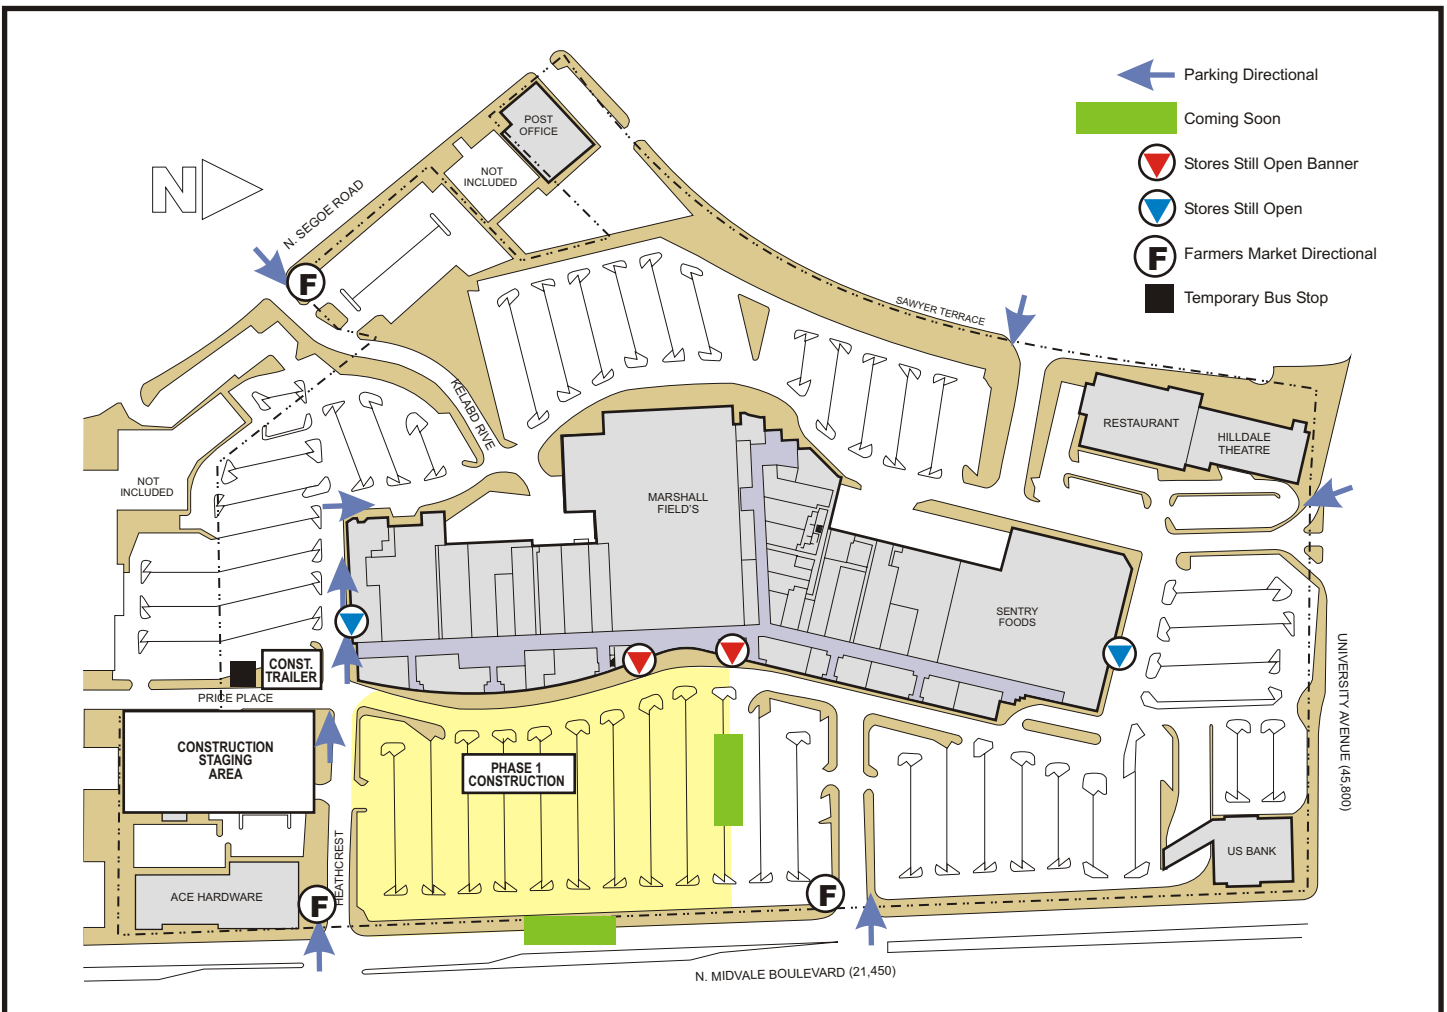 Parking Directional
Coming Soon
Stores Still Open Banner
Stores Still Open
F
Farmers Market Directional
Temporary Bus Stop
POST
OFFICE
NOT
INCLUDED
N
N. SEGOE ROAD
F
SAWYER TERRACE
KELABD RIVE
RESTAURANT
HILLDALE
THEATRE
NOT
INCLUDED
MARSHALL
FIELD'S
SENTRY
FOODS
CONST.
TRAILER
PRICE PLACE
CONSTRUCTION
STAGING
AREA
PHASE 1
CONSTRUCTION
UNIVERSITY AVENUE (45,800)
HEATHCREST
US BANK
ACE HARDWARE
F
F
N. MIDVALE BOULEVARD (21,450)